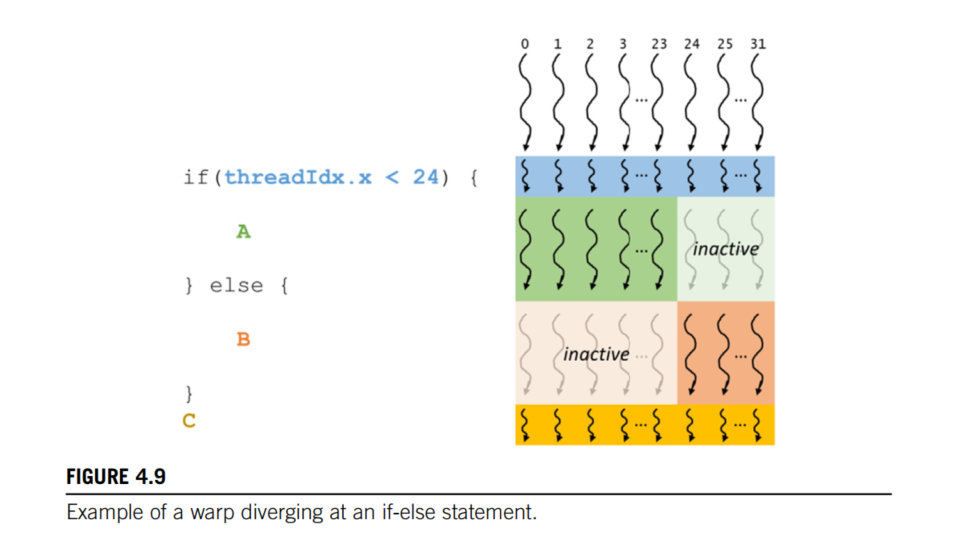 0 1 2 3 23 24 25 31
... ...
if(threadIdx.x < 24) {
... ...
A
... inactive
} else {
B
inactive ... ...
}
C
... ...
FIGURE 4.9
Example of a warp diverging at an if-else statement.